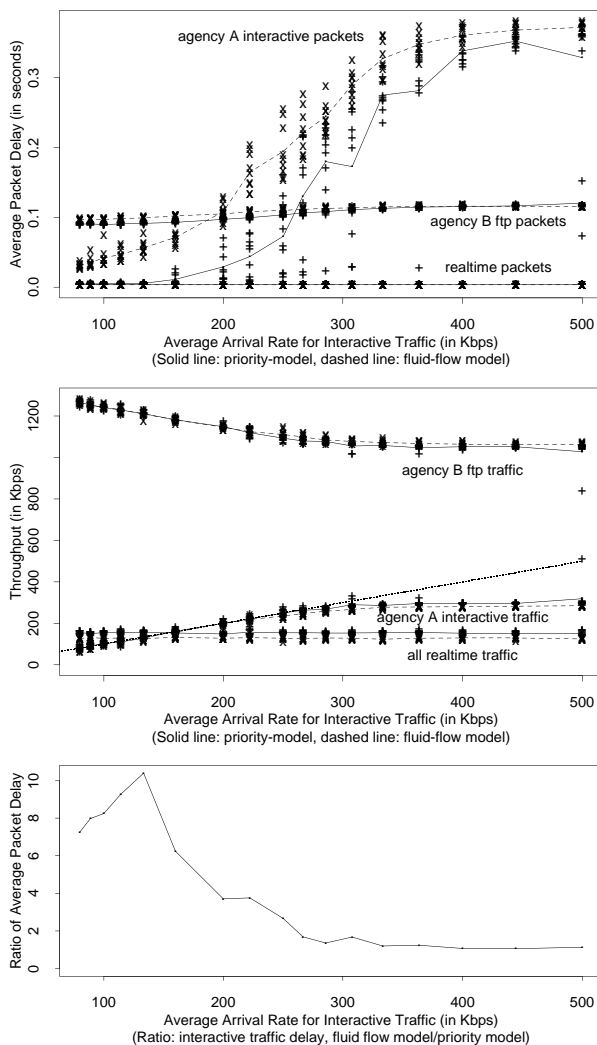 agency A interactive packets
Average Packet Delay (in seconds)
0.3
0.2
0.1
0.0
agency B ftp packets
realtime packets
100 200 300 400 500
Average Arrival Rate for Interactive Traffic (in Kbps)
(Solid line: priority-model, dashed line: fluid-flow model)
Throughput (in Kbps)
1200
1000
800
600
400
200
0
agency B ftp traffic
agency A interactive traffic
all realtime traffic
100 200 300 400 500
Average Arrival Rate for Interactive Traffic (in Kbps)
(Solid line: priority-model, dashed line: fluid-flow model)
Ratio of Average Packet Delay
10
8
6
4
2
0
100 200 300 400 500
Average Arrival Rate for Interactive Traffic (in Kbps)
(Ratio: interactive traffic delay, fluid flow model/priority model)